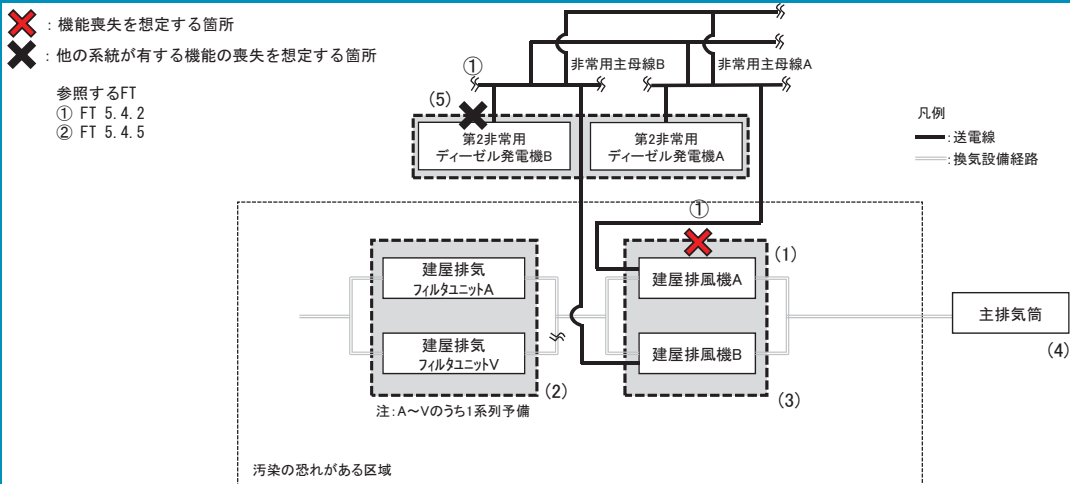 ：機能喪失を想定する箇所
：他の系統が有する機能の喪失を想定する箇所
参照するFT
① FT 5.4.2
② FT 5.4.5
①
非常用主母線B
非常用主母線A
(5)
第2非常用
ディーゼル発電機B
第2非常用
ディーゼル発電機A
凡例
:送電線
:換気設備経路
①
(1)
建屋排気
フィルタユニットA
建屋排風機A
主排気筒
(4)
建屋排気
フィルタユニットV
建屋排風機B
(2)
(3)
注:A～Vのうち1系列予備
汚染の恐れがある区域